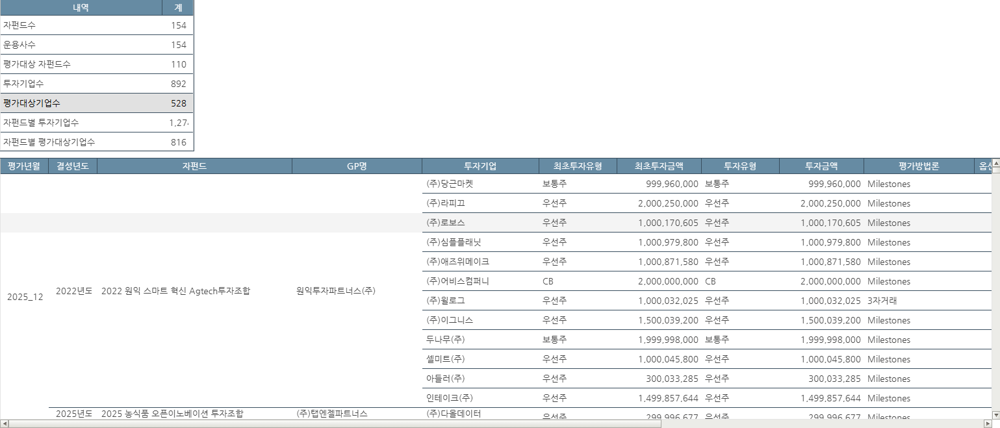 내역 계
자펀드수 154
운용사수 154
평가대상 자펀드수 110
투자기업수 892
평가대상기업수 528
자펀드별 투자기업수 1,27
자펀드별 평가대상기업수 816
평가년월 결성년도 자펀드 GP명 투자기업 최초투자유형 최초투자금액 투자유형 투자금액 평가방법론 옵션
(주)당근마켓 보통주 999,960,000 보통주 999,960,000 Milestones
(주)라피끄 우선주 2,000,250,000 우선주 2,000,250,000 Milestones
(주)로보스 우선주 1,000,170,605 우선주 1,000,170,605 Milestones
(주)심플플래닛 우선주 1,000,979,800 우선주 1,000,979,800 Milestones
(주)애즈위메이크 우선주 1,000,871,580 우선주 1,000,871,580 Milestones
(주)어비스컴퍼니 CB 2,000,000,000 CB 2,000,000,000 Milestones
2025_12 2022년도 2022 원익 스마트 혁신 Agtech투자조합 원익투자파트너스(주)
(주)윌로그 우선주 1,000,032,025 우선주 1,000,032,025 3자거래
(주)이그니스 우선주 1,500,039,200 우선주 1,500,039,200 Milestones
두나무(주) 보통주 1,999,998,000 보통주 1,999,998,000 Milestones
셀미트(주) 우선주 1,000,045,800 우선주 1,000,045,800 Milestones
아들러(주) 우선주 300,033,285 우선주 300,033,285 Milestones
인테이크(주) 우선주 1,499,857,644 우선주 1,499,857,644 Milestones
2025년도 2025 농식품 오픈이노베이션 투자조합 (주)탭엔젤파트너스 (주)다울데이터 우선주 299,996,677 우선주 299,996,677 Milestones